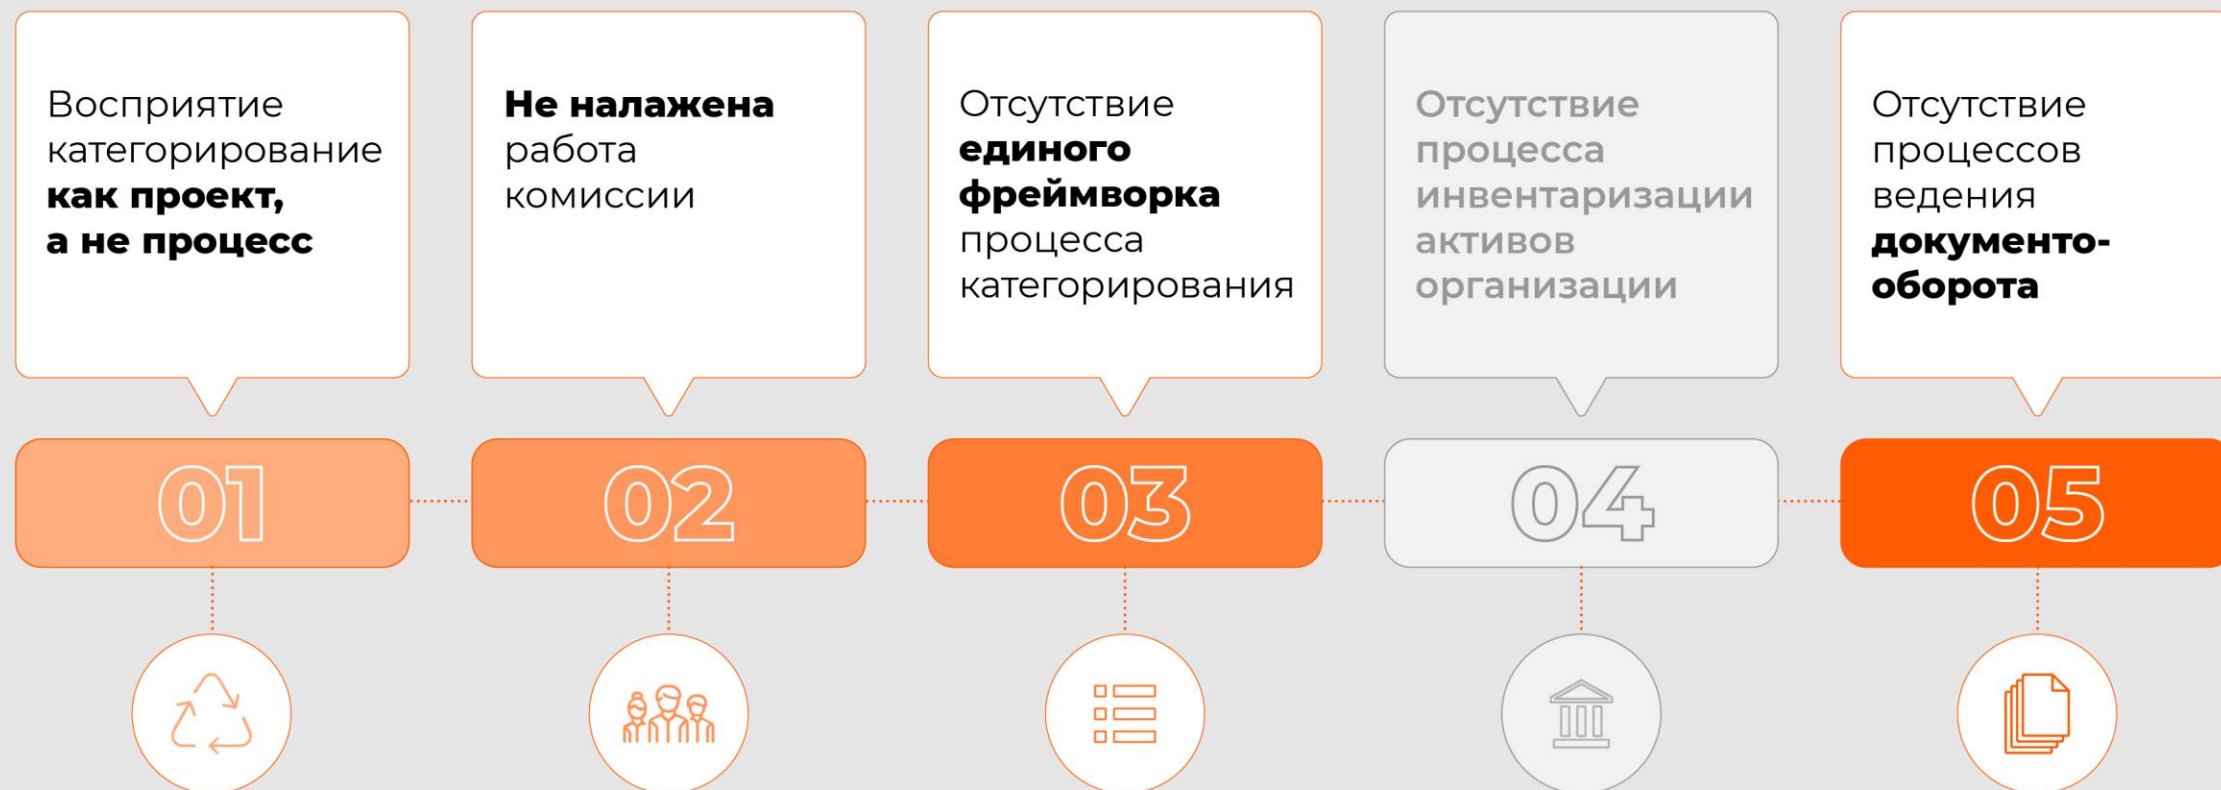 Восприятие
категорирование
как проект,
а не процесс
Не налажена
работа
комиссии
Отсутствие
единого
фреймворка
процесса
категорирования
Отсутствие
процесса
инвентаризации
активов
организации
Отсутствие
процессов
ведения
документо-
оборота
01
02
03
04
05